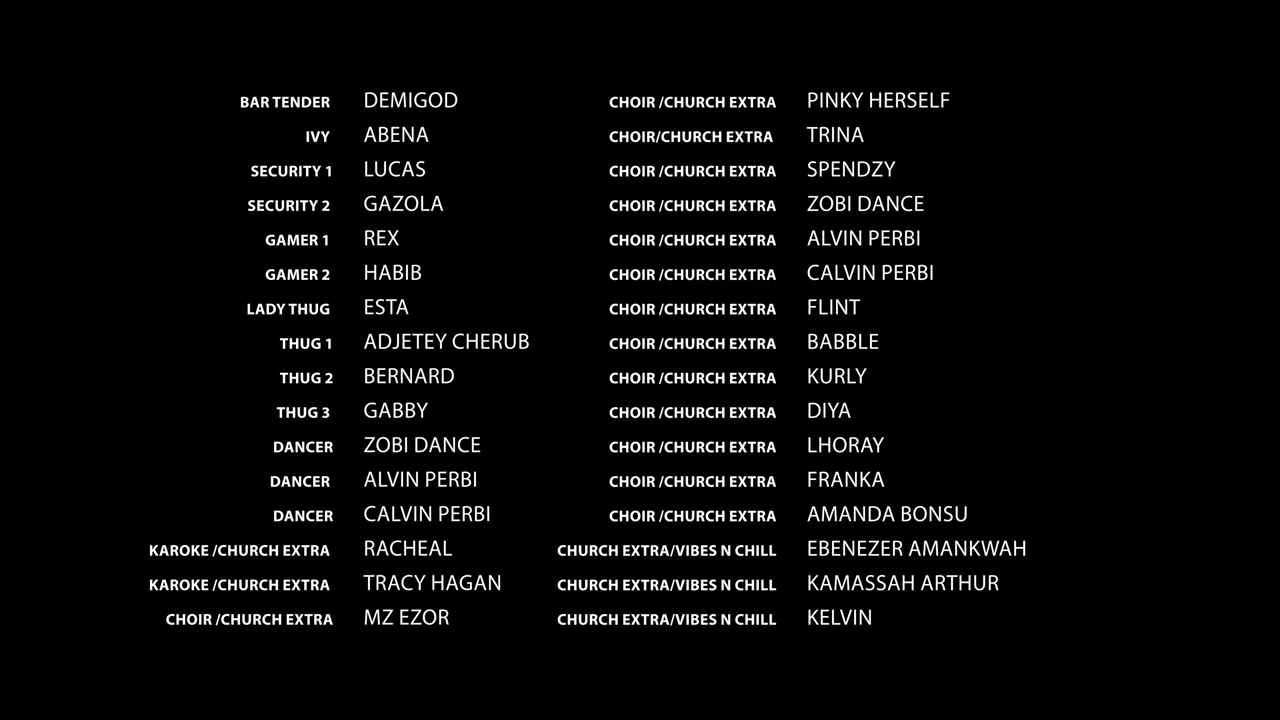 BAR TENDER DEMIGOD
IVY ABENA
SECURITY 1 LUCAS
SECURITY 2 GAZOLA
GAMER 1 REX
GAMER 2 HABIB
LADY THUG ESTA
THUG 1 ADJETEY CHERUB
THUG 2 BERNARD
THUG 3 GABBY
DANCER ZOBI DANCE
DANCER ALVIN PERBI
DANCER CALVIN PERBI
KAROKE /CHURCH EXTRA RACHEAL
KAROKE /CHURCH EXTRA TRACY HAGAN
CHOIR /CHURCH EXTRA MZ EZOR
CHOIR /CHURCH EXTRA PINKY HERSELF
CHOIR/CHURCH EXTRA TRINA
CHOIR /CHURCH EXTRA SPENDZY
CHOIR /CHURCH EXTRA ZOBI DANCE
CHOIR /CHURCH EXTRA ALVIN PERBI
CHOIR /CHURCH EXTRA CALVIN PERBI
CHOIR /CHURCH EXTRA FLINT
CHOIR /CHURCH EXTRA BABBLE
CHOIR /CHURCH EXTRA KURLY
CHOIR /CHURCH EXTRA DIYA
CHOIR /CHURCH EXTRA LHORAY
CHOIR /CHURCH EXTRA FRANKA
CHOIR /CHURCH EXTRA AMANDA BONSU
CHURCH EXTRA/VIBES N CHILL EBENEZER AMANKWAH
CHURCH EXTRA/VIBES N CHILL KAMASSAH ARTHUR
CHURCH EXTRA/VIBES N CHILL KELVIN